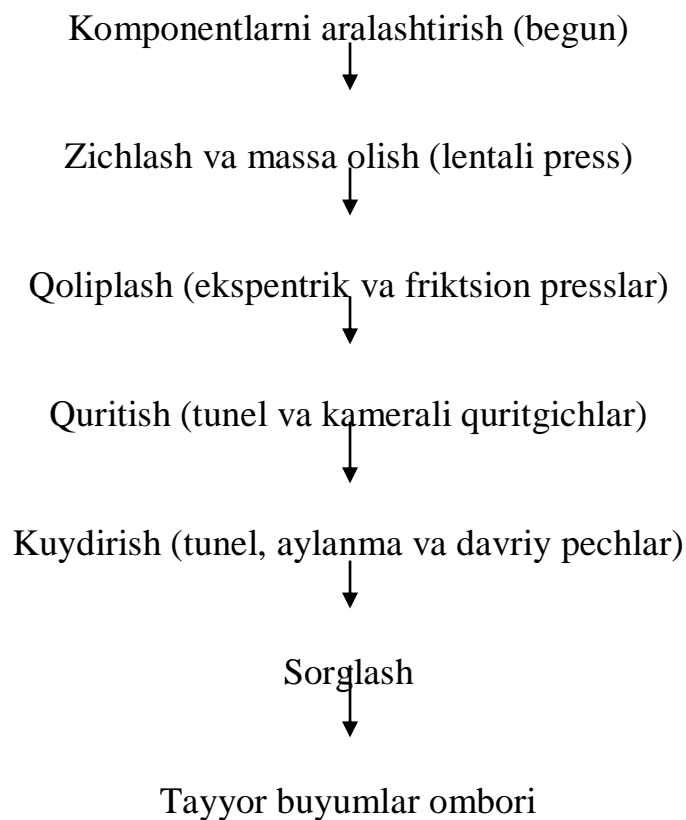 Komponentlarni aralashtirish (begun)
Zichlash va massa olish (lentali press)
Qoliplash (ekspentrik va friktsion presslar)
Quritish (tunel va kamerali quritgichlar)
Kuydirish (tunel, aylanma va davriy pechlar)
Sorglash
Tayyor buyumlar ombori